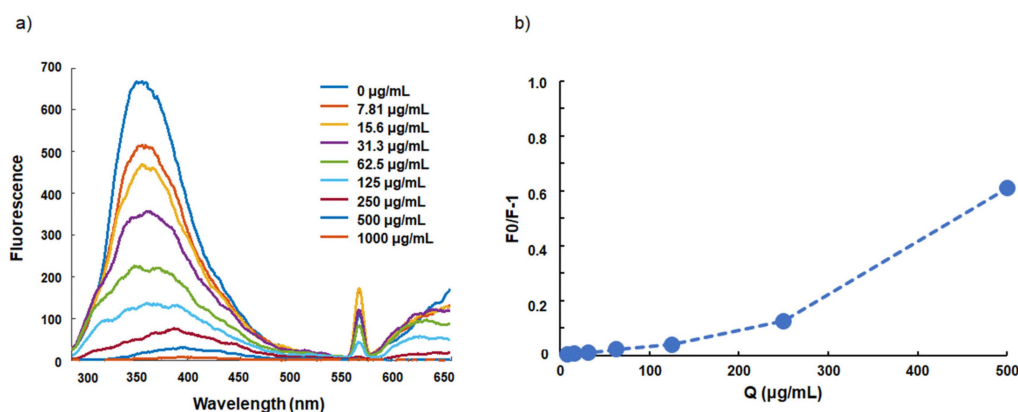 a)
700
600
500
400
300
200
100
0
300
350
400
450
500
550
600
650
Fluorescence
Wavelength (nm)
0 µg/mL
7.81 µg/mL
15.6 µg/mL
31.3 µg/mL
62.5 µg/mL
125 µg/mL
250 µg/mL
500 µg/mL
1000 µg/mL
b)
1.0
0.8
0.6
0.4
0.2
0
0
100
200
300
400
500
F0/F-1
Q (µg/mL)